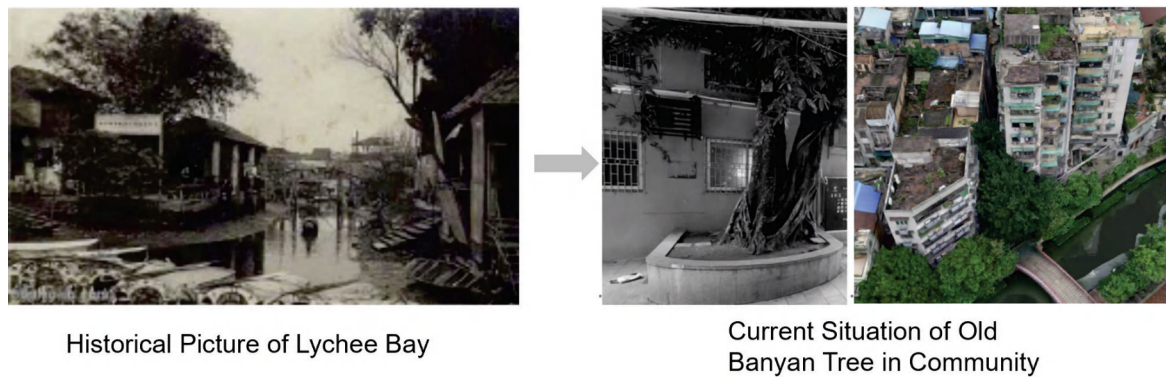 Historical Picture of Lychee Bay
Current Situation of Old
Banyan Tree in Community